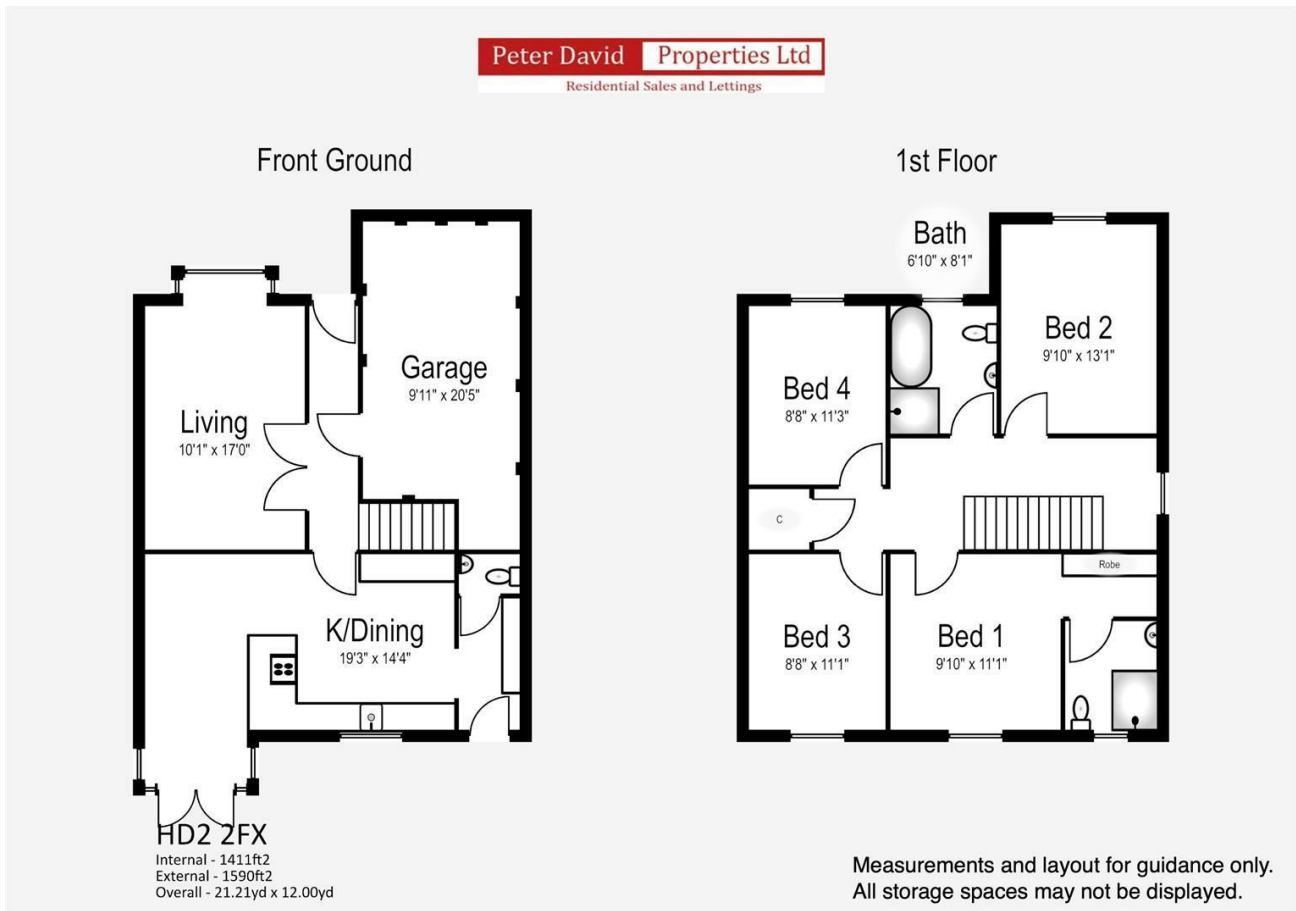 Peter David Properties Ltd
Residential Sales and Lettings
Front Ground
1st Floor
Living
10'1" x 17'0"
Garage
9'11" x 20'5"
K/Dining
19'3" x 14'4"
Bath
6'10" x 8'1"
Bed 2
9'10" x 13'1"
Bed 4
8'8" x 11'3"
C
Robe
Bed 3
8'8" x 11'1"
Bed 1
9'10" x 11'1"
HD2 2FX
Internal - 1411ft2
External - 1590ft2
Overall - 21.21yd x 12.00yd
Measurements and layout for guidance only.
All storage spaces may not be displayed.